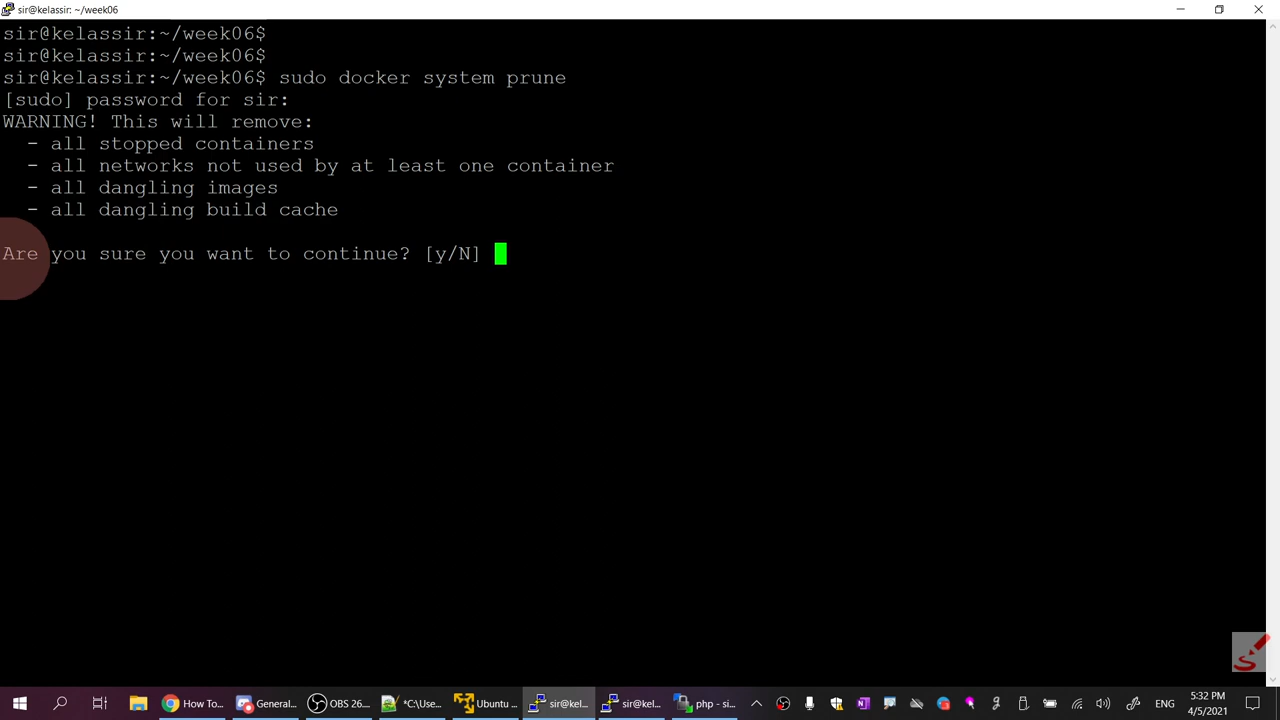 sir@kelassir: ~/week06
sir@kelassir:~/week06$
sir@kelassir:~/week06$
sir@kelassir:~/week06$ sudo docker system prune
[sudo] password for sir:
WARNING! This will remove:
- all stopped containers
- all networks not used by at least one container
- all dangling images
- all dangling build cache
Are you sure you want to continue? [y/N]
How To...
General...
OBS 26...
*C:\Use...
Ubuntu ...
sir@kel...
sir@kel...
php - si...
ENG
5:32 PM
4/5/2021